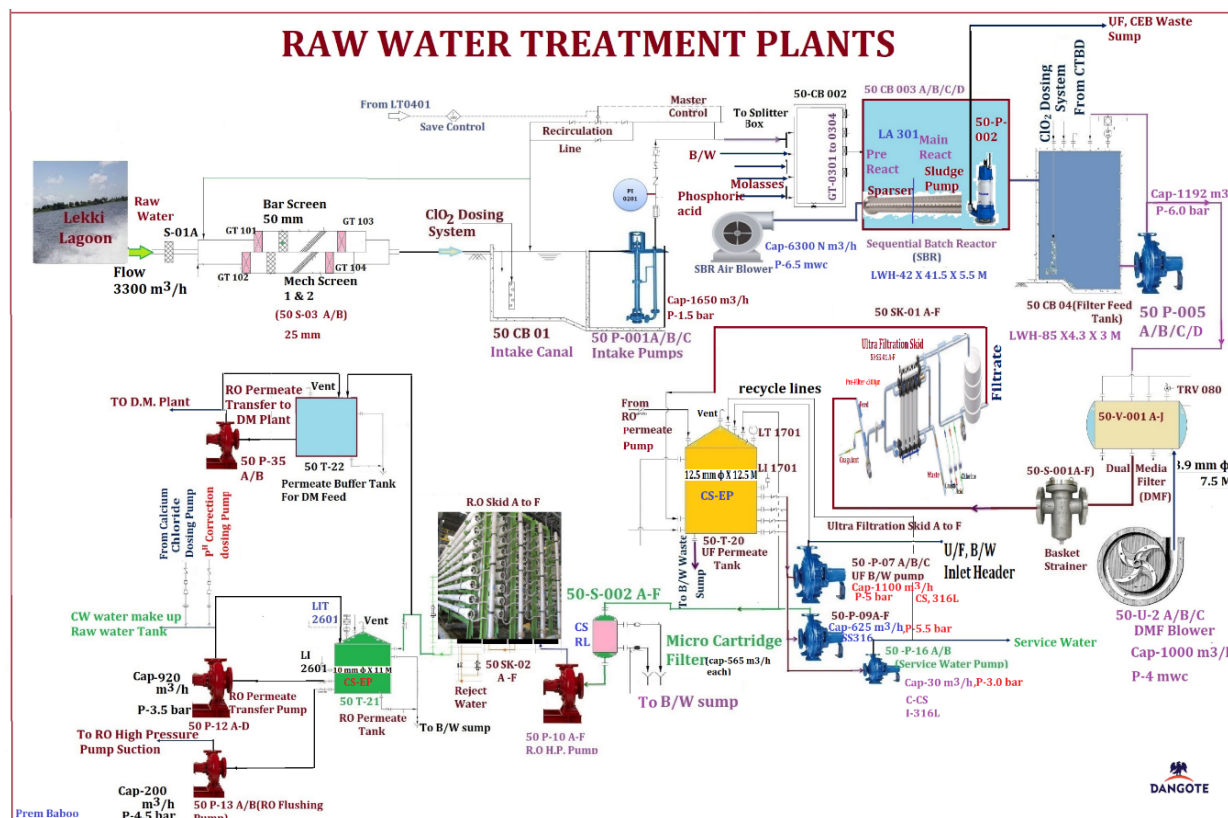 RAW WATER TREATMENT PLANTS
UF, CEB Waste
Sump
From LT0401
Save Control
Master
Control
Recirculation
Line
To Splitter
Box
B/W
Molasses
Phosphoric
acid
50-CB 002
GT-0301 to 0304
50 CB 003 A/B/C/D
LA 301
Pre
React
Main
React
Sparser
Sludge
Pump
50-P-
002
ClO2 Dosing
System
From CTBD
Cap-1192 m3
P-6.0 bar
Lekki
Lagoon
Raw
Water
Flow
3300 m3/h
S-01A
Bar Screen
50 mm
GT 101
GT 103
GT 102
GT 104
Mech Screen
1 & 2
(50 S-03 A/B)
25 mm
ClO2 Dosing
System
PI
0201
Cap-1650 m3/h
P-1.5 bar
50 CB 01
Intake Canal
50 P-001A/B/C
Intake Pumps
SBR Air Blower
Cap-6300 N m3/h
P-6.5 mwc
Sequential Batch Reactor
(SBR)
LWH-42 X 41.5 X 5.5 M
50 CB 04(Filter Feed
Tank)
LWH-85 X4.3 X 3 M
50 P-005
A/B/C/D
50 SK-01 A-F
Ultra Filtration Skid
Filtrate
Ultra Filtration Skid A to F
TRV 080
50-V-001 A-J
Dual Media
Filter
(DMF)
3.9 mm ф
7.5 M
50-S-001A-F)
Basket
Strainer
50-U-2 A/B/C
DMF Blower
Cap-1000 m3/
P-4 mwc
TO D.M. Plant
RO Permeate
Transfer to
DM Plant
Vent
50 P-35
A/B
50 T-22
Permeate Buffer Tank
For DM Feed
From Calcium
Chloride
Dosing Pump
PH Correction
dosing Pump
CW water make up
Raw water Tank
R.O Skid A to F
From
RO
Permeate
Pump
Vent
recycle lines
LT 1701
LI 1701
12.5 mm ф X 12.5 M
CS-EP
50-T-20
UF Permeate
Tank
To B/W Waste
Sump
U/F, B/W
Inlet Header
50 -P-07 A/B/C
UF B/W pump
Cap-1100 m3/h
P-5 bar
CS, 316L
50-P-09A-F
Cap-625 m3/h
,P-5.5 bar
SS316
50 -P-16 A/B
(Service Water Pump)
Service Water
Cap-30 m3/h,P-3.0 bar
C-CS
I-316L
50-S-002 A-F
CS
RL
Micro Cartridge
Filter
(cap-565 m3/h
each)
To B/W sump
LIT
2601
Vent
LI
2601
10 mm ф X 11 M
CS-EP
50 T-21
RO Permeate
Tank
To B/W sump
Reject
Water
50 SK-02
A -F
50 P-10 A-F
R.O H.P. Pump
Cap-920
m3/h
P-3.5 bar
RO Permeate
Transfer Pump
50 P-12 A-D
To RO High Pressure
Pump Suction
Cap-200
m3/h
P-4.5 bar
50 P-13 A/B(RO Flushing
Pump)
Prem Baboo
DANGOTE